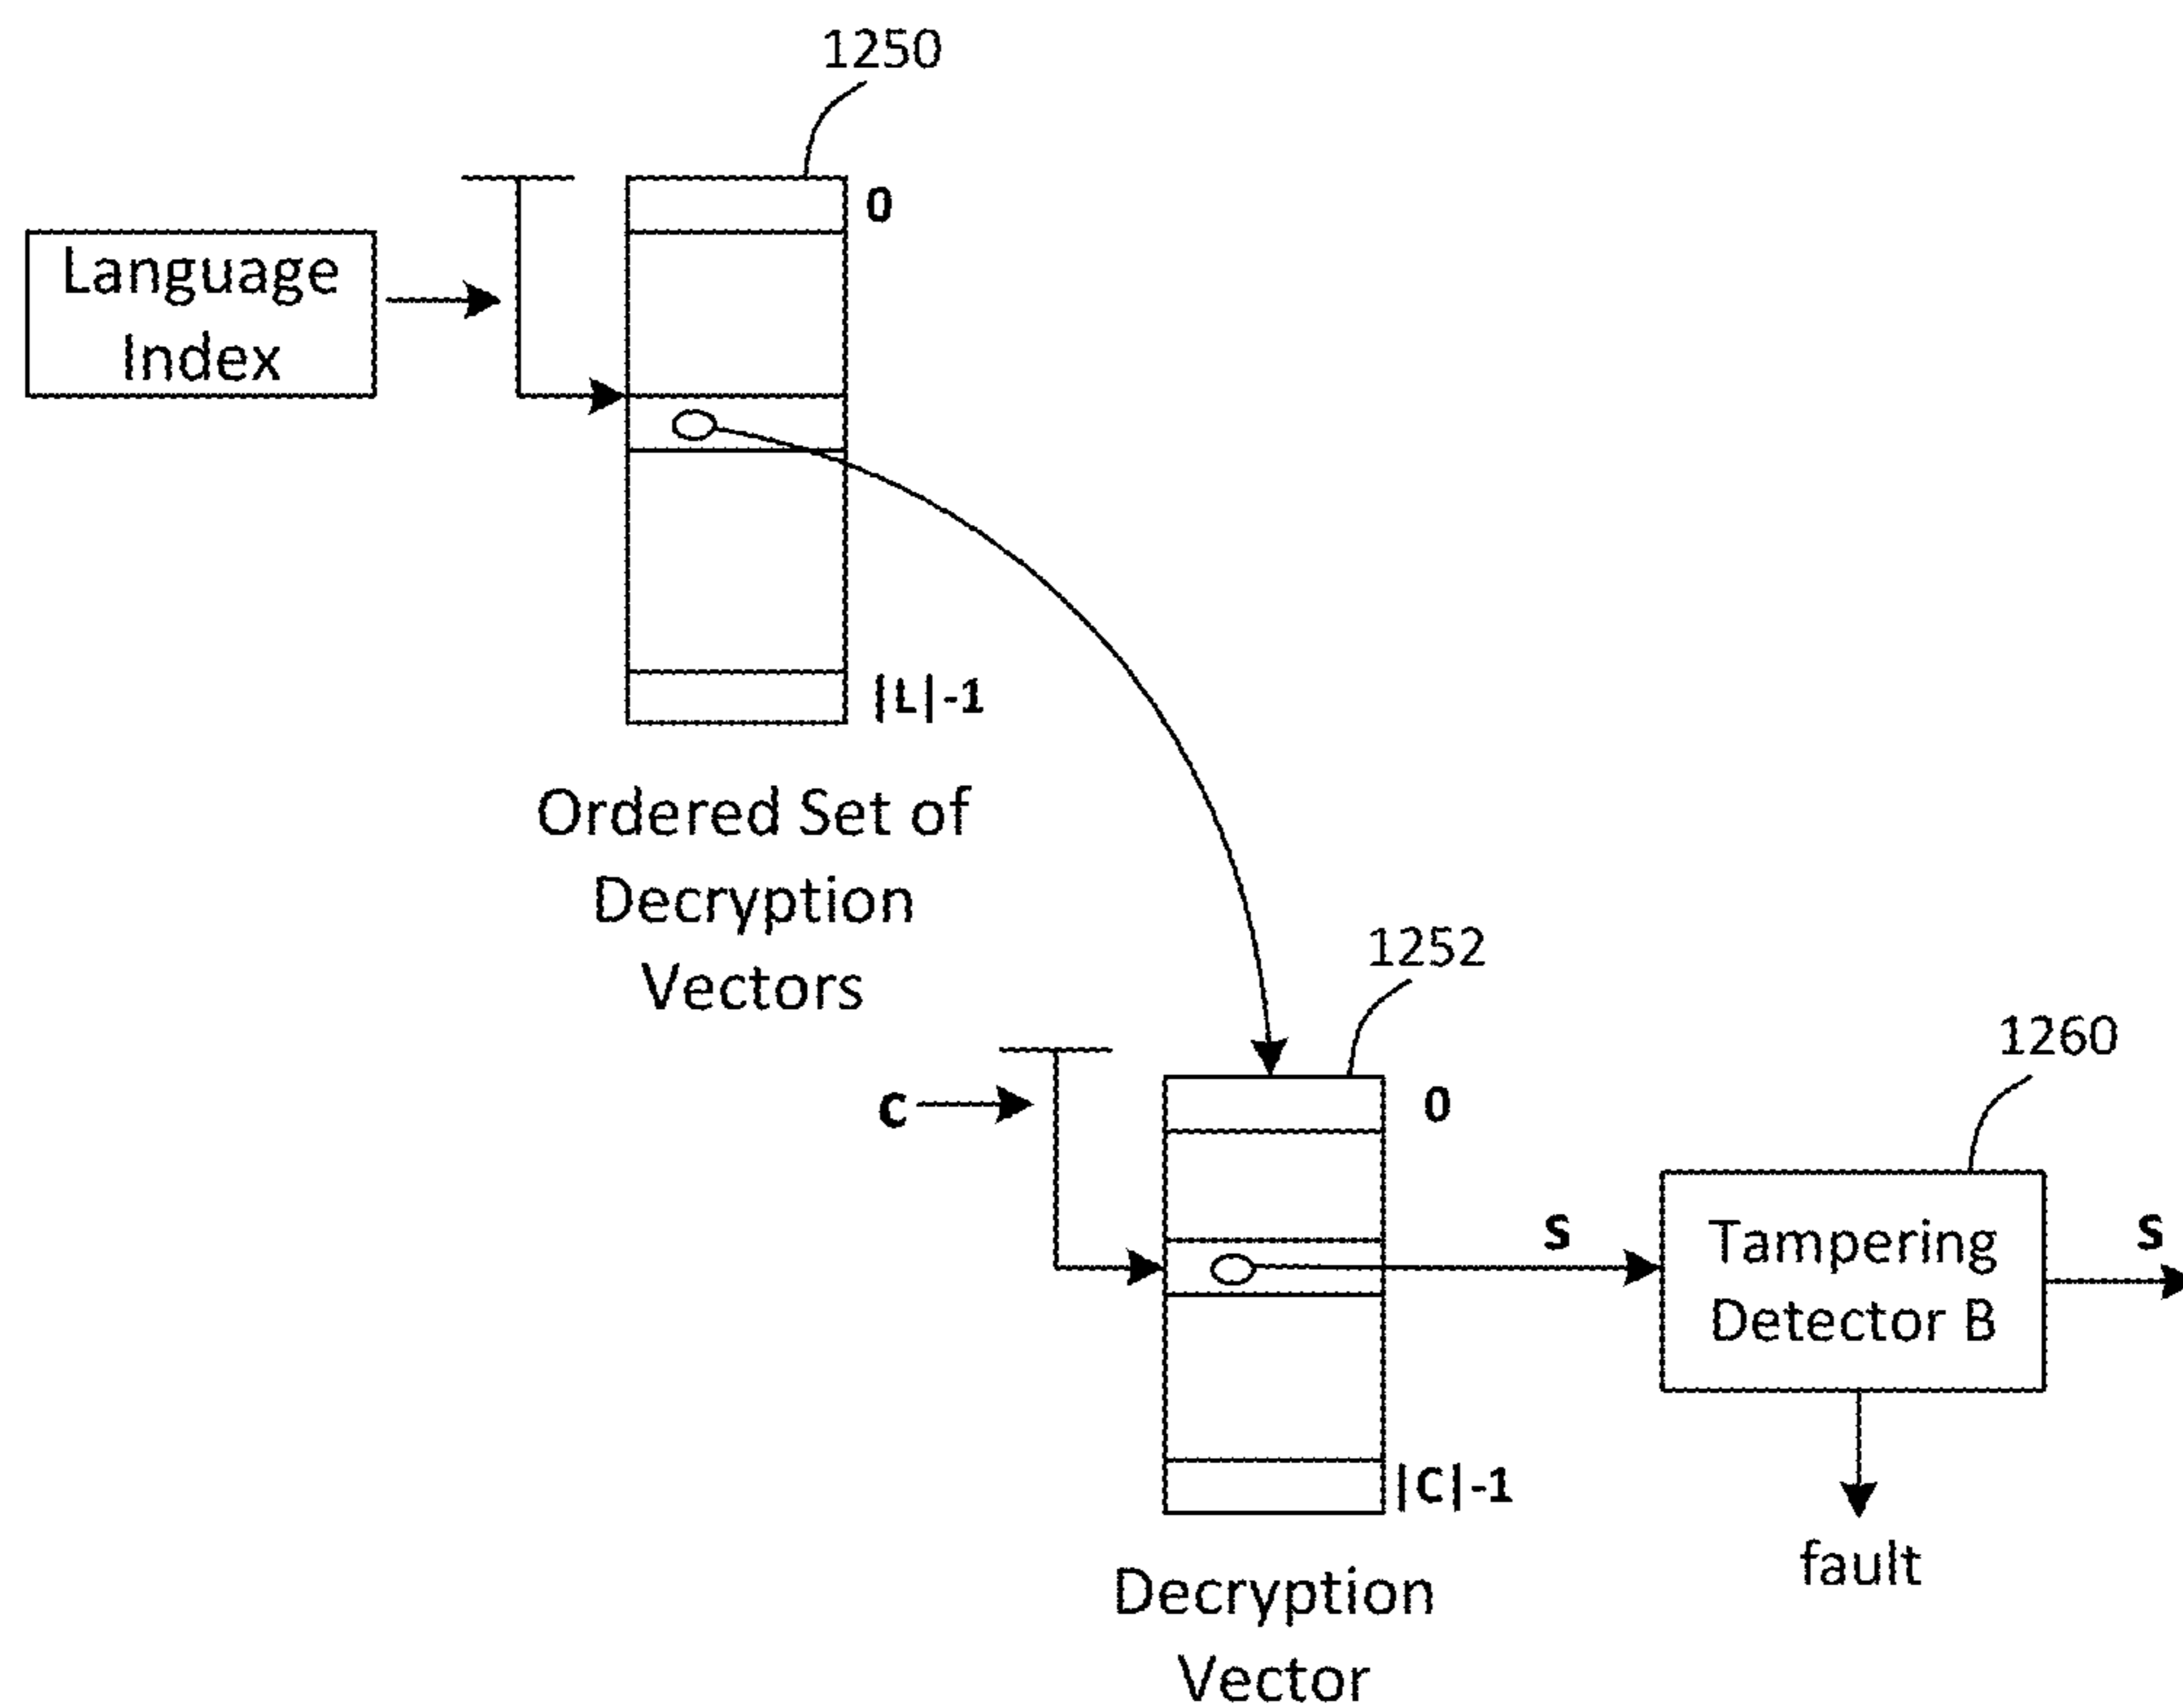 1250
0
Language
Index
|L|-1
Ordered Set of
Decryption
Vectors
1252
1260
c
0
s
Tampering
Detector B
s
|C|-1
fault
Decryption
Vector